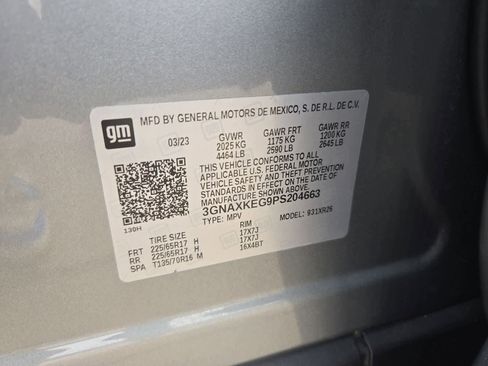 gm
MFD BY GENERAL MOTORS DE MEXICO, S. DE R.L. DE C.V.
03/23 GVWR GAWR FRT GAWR RR
2025 KG 1175 KG 1200 KG
4464 LB 2590 LB 2645 LB
THIS VEHICLE CONFORMS TO ALL
APPLICABLE U.S. FEDERAL MOTOR
VEHICLE SAFETY, BUMPER, AND THEFT
PREVENTION STANDARDS IN EFFECT ON
THE DATE OF MANUFACTURE SHOWN ABOVE.
3GNAXKEG9PS204663
TYPE: MPV MODEL: 931XR26
130H
TIRE SIZE RIM
FRT 225/65R17 H 17X7J
RR 225/65R17 H 17X7J
SPA T135/70R16 M 16X4BT